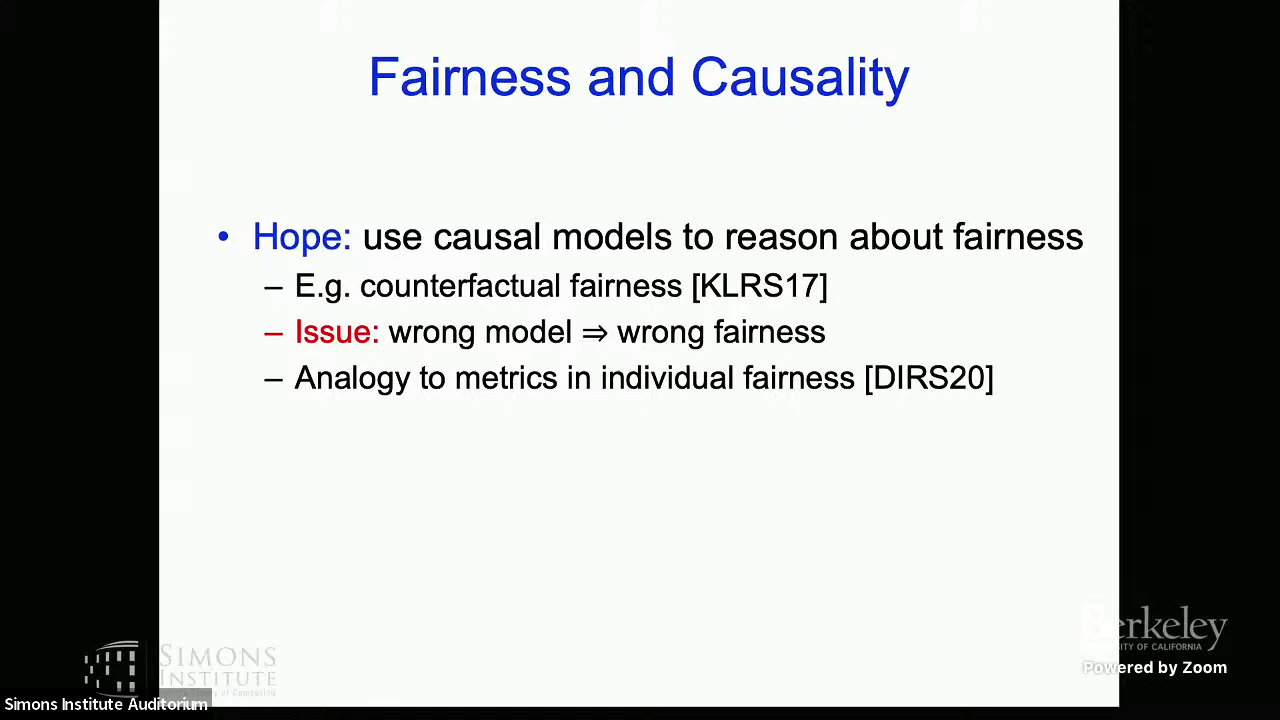 Fairness and Causality
• Hope: use causal models to reason about fairness
– E.g. counterfactual fairness [KLRS17]
– Issue: wrong model ⇒ wrong fairness
– Analogy to metrics in individual fairness [DIRS20]
SIMONS
INSTITUTE
Berkeley
OF CALIFORNIA
Powered by Zoom
Simons Institute Auditorium